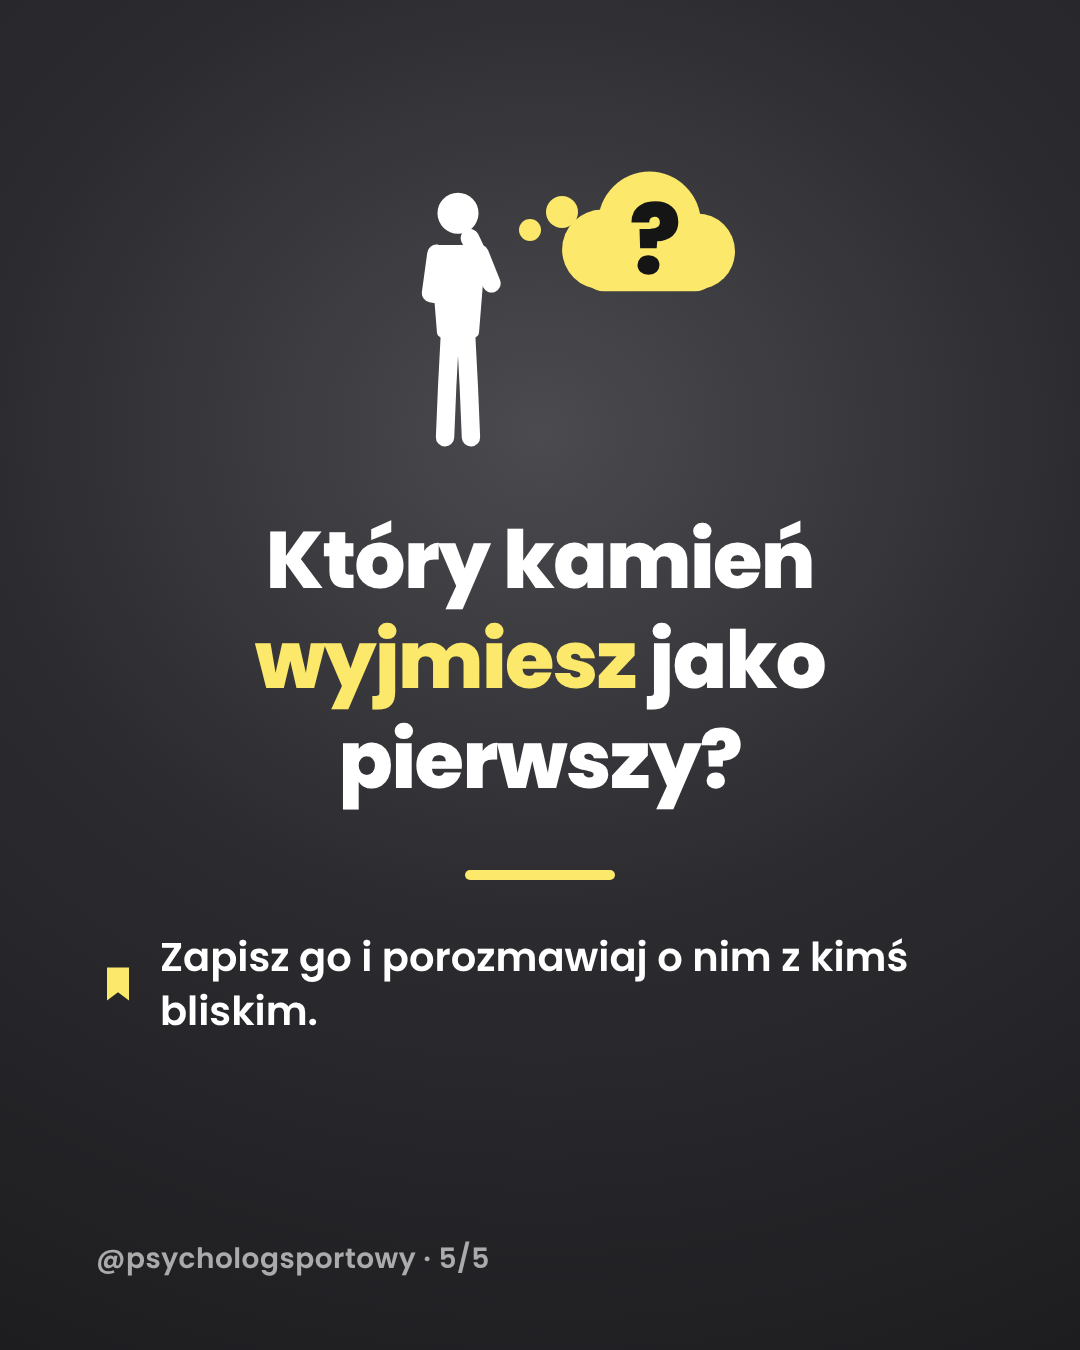 ?
Który kamień
wyjmiesz jako
pierwszy?
Zapisz go i porozmawiaj o nim z kimś
bliskim.
@psychologsportowy · 5/5